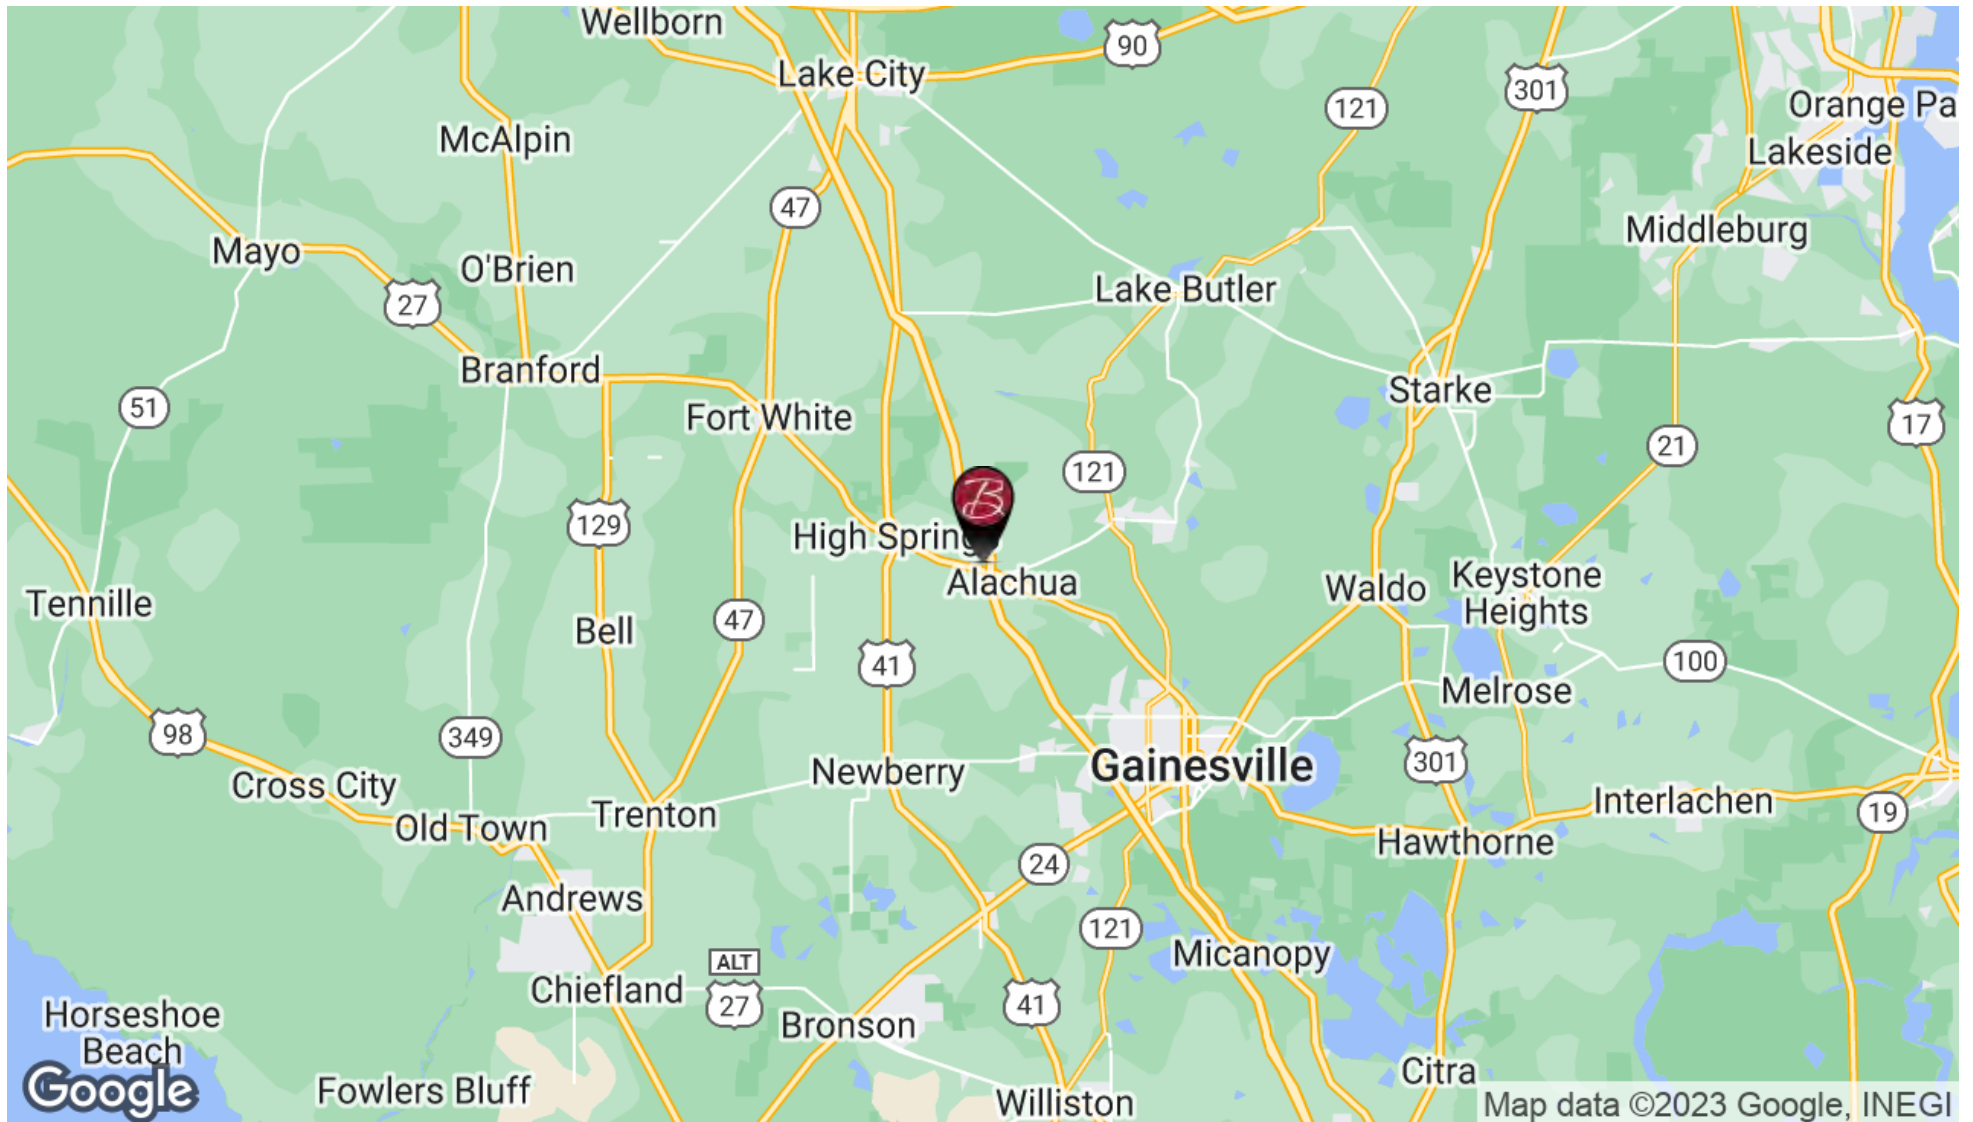 Wellborn
90
Lake City
301
121
Orange Pa
McAlpin
Lakeside
47
Middleburg
Mayo
O'Brien
27
Lake Butler
Branford
Starke
51
Fort White
17
21
121
B
129
High Springs
Alachua
Keystone
Heights
Waldo
Tennille
47
Bell
41
100
Melrose
98
349
Gainesville
301
Newberry
Cross City
Interlachen
Trenton
19
Old Town
Hawthorne
24
Andrews
121
Micanopy
ALT
27
Chiefland
41
Horseshoe
Beach
Bronson
Citra
Google
Fowlers Bluff
Williston
Map data ©2023 Google, INEGI